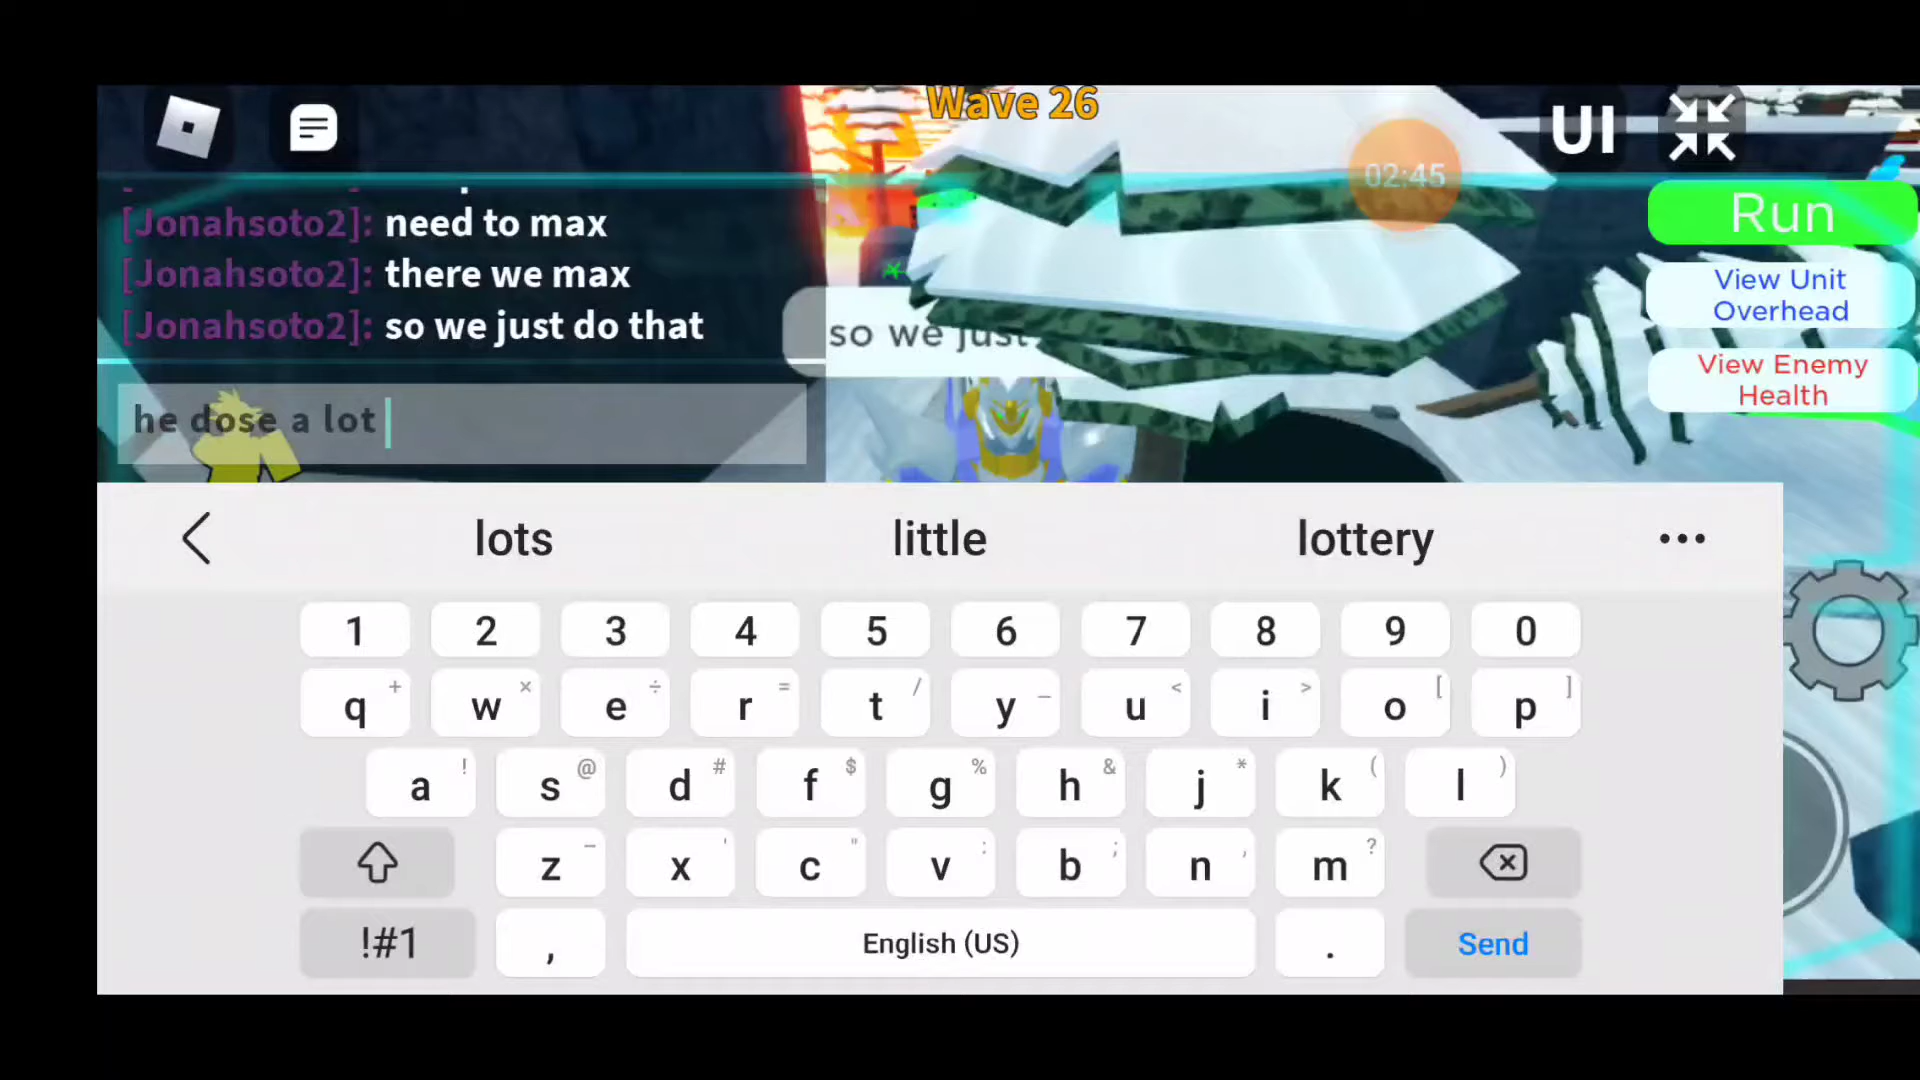 Wave 26
UI
02:45
[Jonahsoto2]: need to max
[Jonahsoto2]: there we max
[Jonahsoto2]: so we just do that
so we just
Run
View Unit
Overhead
View Enemy
Health
he dose a lot
lots little lottery
1 2 3 4 5 6 7 8 9 0
q + w × e ÷ r = t / y _ u < i > o [ p ]
a ! s @ d # f $ g % h & j * k ( l )
z - x ' c " v : b ; n , m ?
!#1 , English (US) . Send